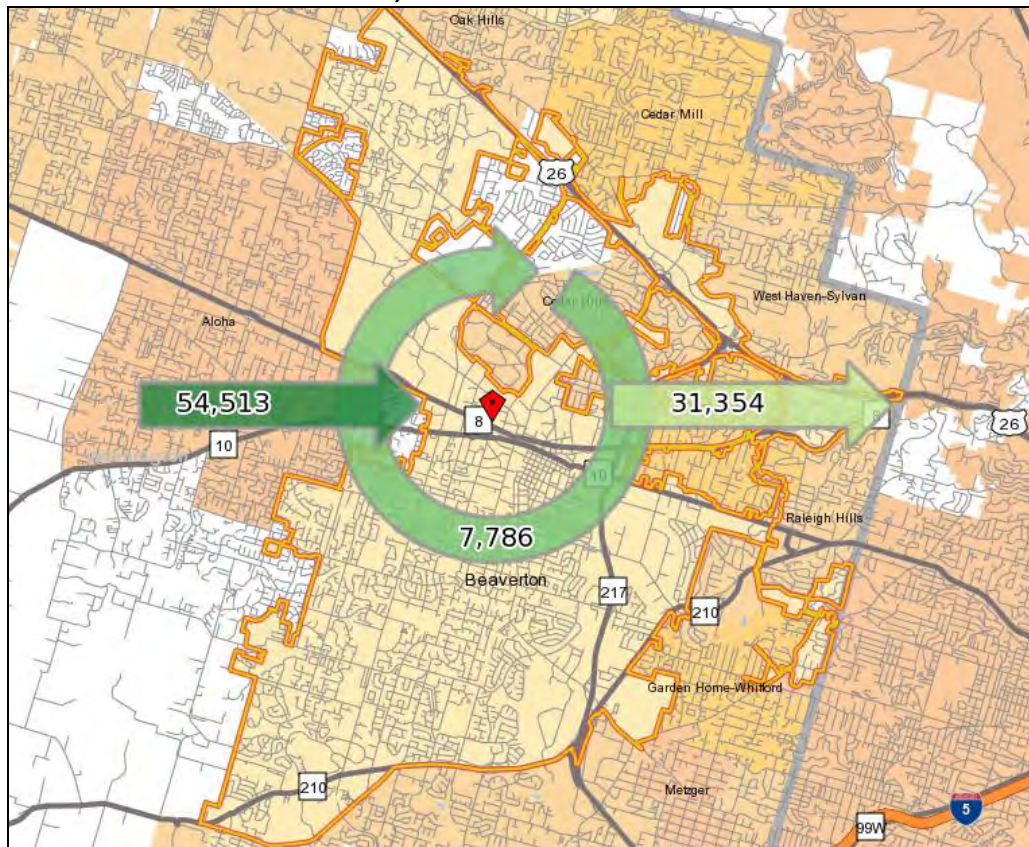 Oak Hills
Cedar Mill
26
West Haven-Sylvan
Aloha
54,513
31,354
8
10
26
10
Raleigh Hills
7,786
Beaverton
217
210
Garden Home-Whitford
210
Metzger
5
99W